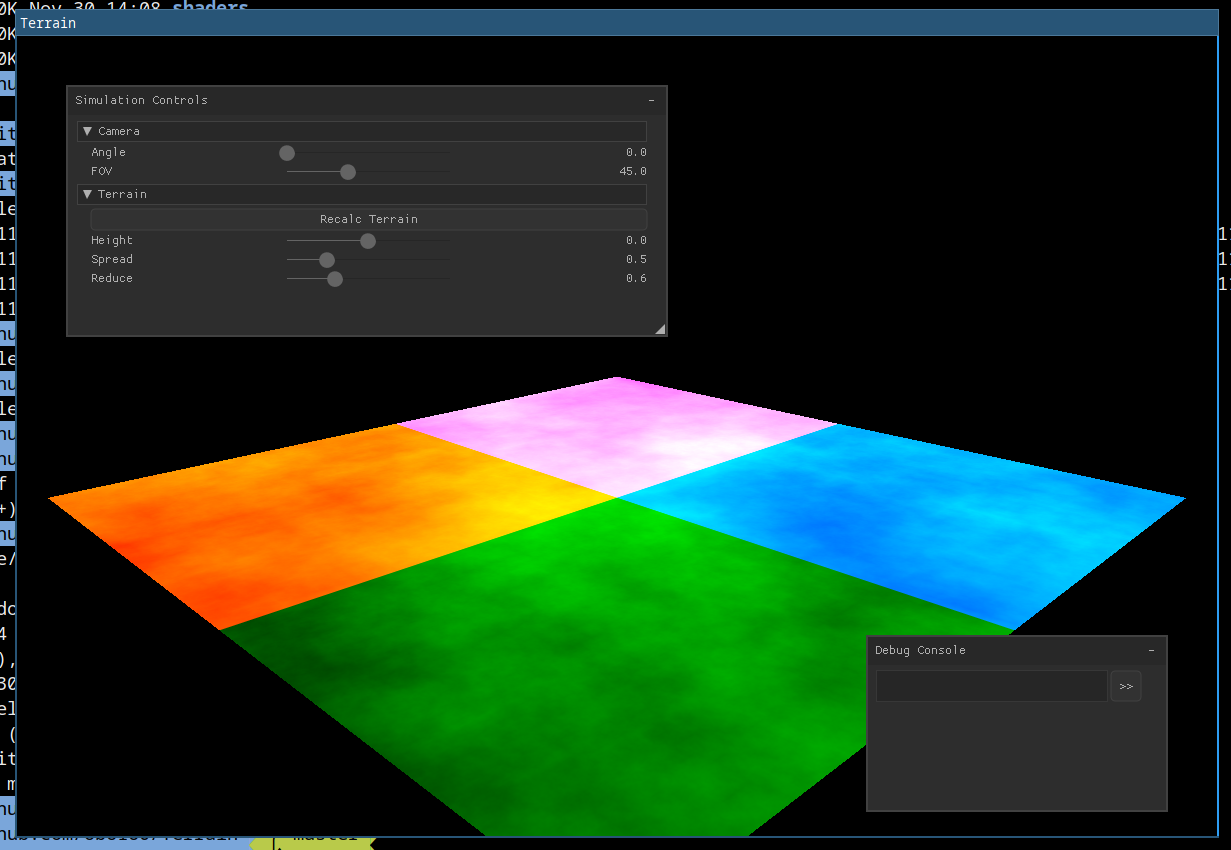 0K Nov 30 14:08 shaders
Terrain
Simulation Controls -
▼ Camera
Angle 0.0
FOV 45.0
▼ Terrain
Recalc Terrain
Height 0.0
Spread 0.5
Reduce 0.6
Debug Console -
>>